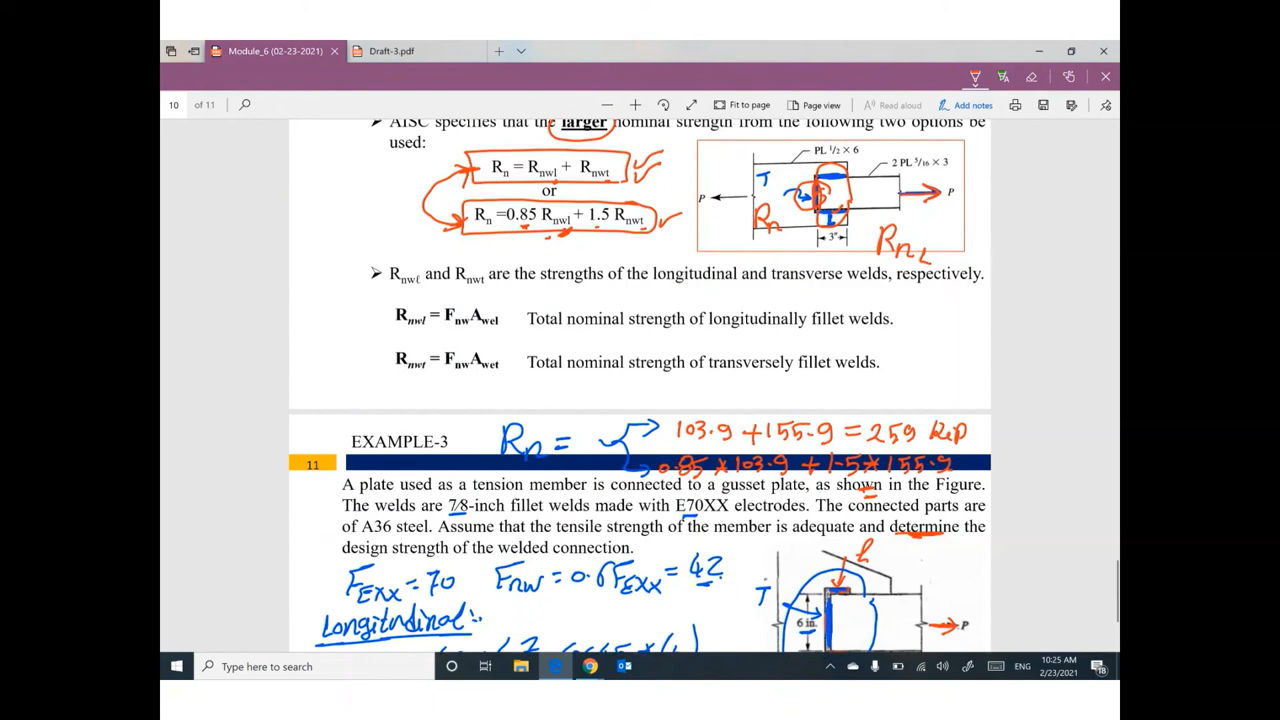 Module_6 (02-23-2021)
Draft-3.pdf
10 of 11
Fit to page
Page view
Read aloud
Add notes
AISC specifies that the larger nominal strength from the following two options be
used:
Rn = Rnwl + Rnwt
or
Rn =0.85 Rnwl + 1.5 Rnwt
PL 1/2 × 6
2 PL 5/16 × 3
T
P
P
Rn
3"
RnL
Rnwℓ and Rnwt are the strengths of the longitudinal and transverse welds, respectively.
Rnwl = FnwAwel Total nominal strength of longitudinally fillet welds.
Rnwt = FnwAwet Total nominal strength of transversely fillet welds.
EXAMPLE-3
Rn =
103.9 + 155.9 = 259 kip
11
0.85 * 103.9 + 1.5 * 155.9
A plate used as a tension member is connected to a gusset plate, as shown in the Figure.
The welds are 7/8-inch fillet welds made with E70XX electrodes. The connected parts are
of A36 steel. Assume that the tensile strength of the member is adequate and determine the
design strength of the welded connection.
FEXX = 70 Fnw = 0.6 FEXX = 42
Longitudinal:
L
T
6 in.
P
Type here to search
ENG
10:25 AM
2/23/2021
18